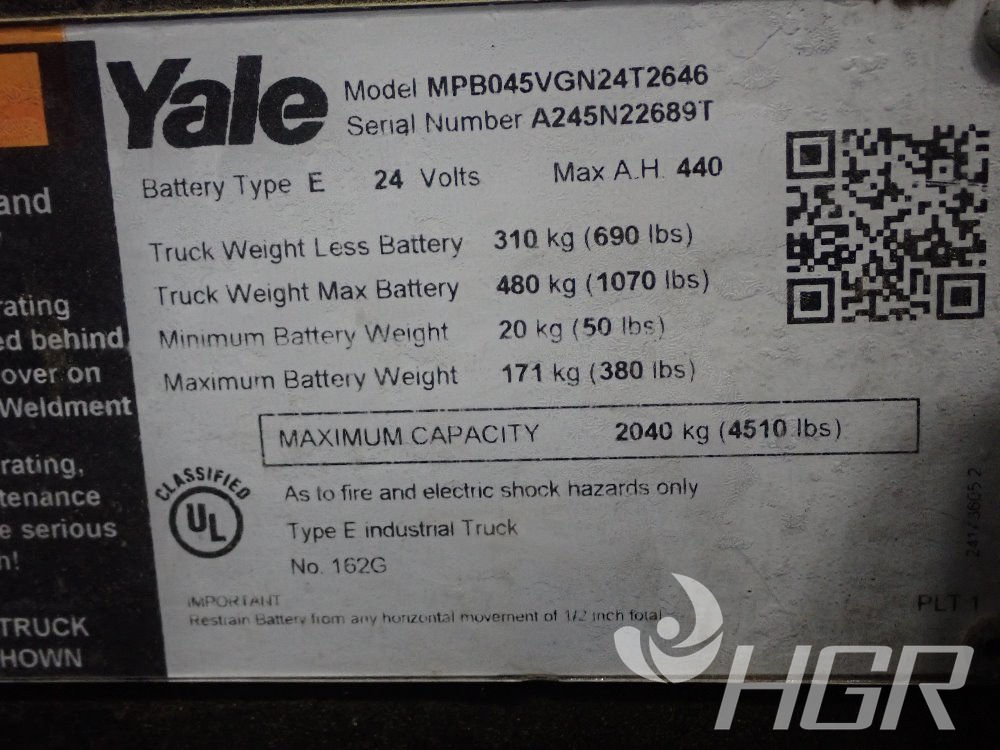 Yale
Model MPB045VGN24T2646
Serial Number A245N22689T
Battery Type E 24 Volts Max A.H. 440
Truck Weight Less Battery 310 kg (690 lbs)
Truck Weight Max Battery 480 kg (1070 lbs)
Minimum Battery Weight 20 kg (50 lbs)
Maximum Battery Weight 171 kg (380 lbs)
MAXIMUM CAPACITY 2040 kg (4510 lbs)
CLASSIFIED
UL
As to fire and electric shock hazards only
Type E industrial Truck
No. 162G
IMPORTANT
Restrain Battery from any horizontal movement of 1/2 inch total
PLT 1
and
rating
ed behind
over on
Weldment
rating,
tenance
e serious
h!
TRUCK
HOWN
HGR